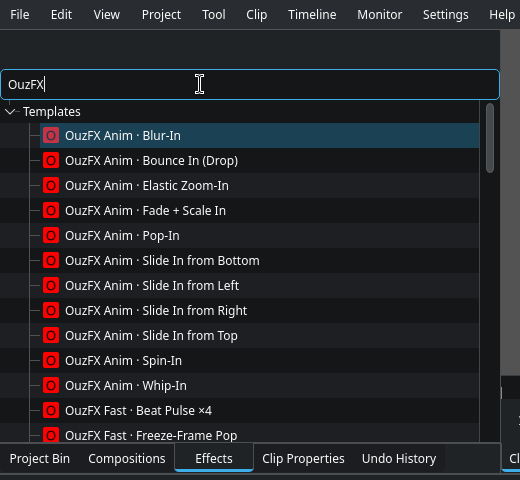 File Edit View Project Tool Clip Timeline Monitor Settings Help
OuzFX
Templates
O OuzFX Anim · Blur-In
O OuzFX Anim · Bounce In (Drop)
O OuzFX Anim · Elastic Zoom-In
O OuzFX Anim · Fade + Scale In
O OuzFX Anim · Pop-In
O OuzFX Anim · Slide In from Bottom
O OuzFX Anim · Slide In from Left
O OuzFX Anim · Slide In from Right
O OuzFX Anim · Slide In from Top
O OuzFX Anim · Spin-In
O OuzFX Anim · Whip-In
O OuzFX Fast · Beat Pulse ×4
O OuzFX Fast · Freeze-Frame Pop
Project Bin Compositions Effects Clip Properties Undo History